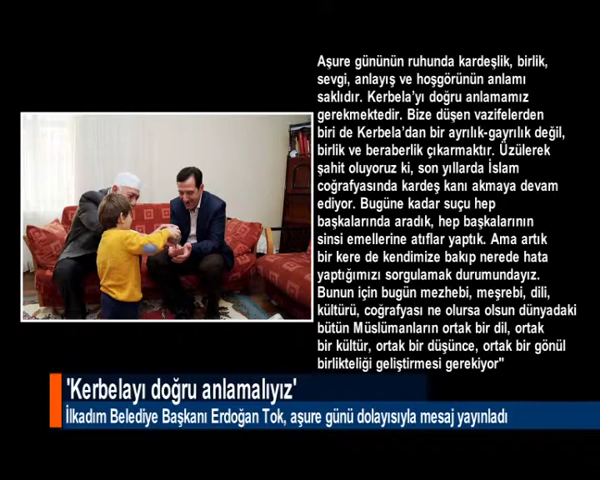 Aşure gününün ruhunda kardeşlik, birlik,
sevgi, anlayış ve hoşgörünün anlamı
saklıdır. Kerbela'yı doğru anlamamız
gerekmektedir. Bize düşen vazifelerden
biri de Kerbela'dan bir ayrılık-gayrılık değil,
birlik ve beraberlik çıkarmaktır. Üzülerek
şahit oluyoruz ki, son yıllarda İslam
coğrafyasında kardeş kanı akmaya devam
ediyor. Bugüne kadar suçu hep
başkalarında aradık, hep başkalarının
sinsi emellerine atıflar yaptık. Ama artık
bir kere de kendimize bakıp nerede hata
yaptığımızı sorgulamak durumundayız.
Bunun için bugün mezhebi, meşrebi, dili,
kültürü, coğrafyası ne olursa olsun dünyadaki
bütün Müslümanların ortak bir dil, ortak
bir kültür, ortak bir düşünce, ortak bir gönül
birlikteliği geliştirmesi gerekiyor"
'Kerbelayı doğru anlamalıyız'
İlkadım Belediye Başkanı Erdoğan Tok, aşure günü dolayısıyla mesaj yayınladı